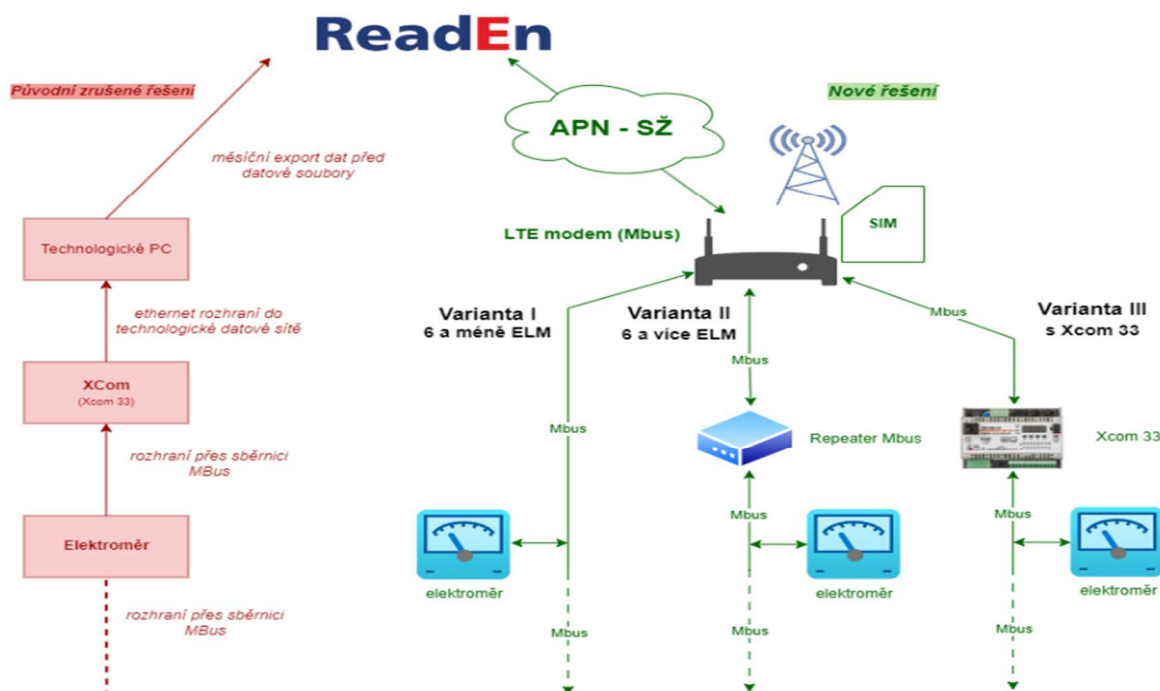 ReadEn
Původní zrušené řešení
Nové řešení
APN - SŽ
měsíční export dat před
datové soubory
SIM
Technologické PC
LTE modem (Mbus)
ethernet rozhraní do
technologické datové sítě
Varianta I
6 a méně ELM
Varianta II
6 a více ELM
Mbus
Varianta III
s Xcom 33
Mbus
XCom
(Xcom 33)
Mbus
Repeater Mbus
Xcom 33
rozhraní přes sběrnici
MBus
Mbus
Mbus
Elektroměr
elektroměr
elektroměr
elektroměr
rozhraní přes sběrnici
MBus
Mbus
Mbus
Mbus